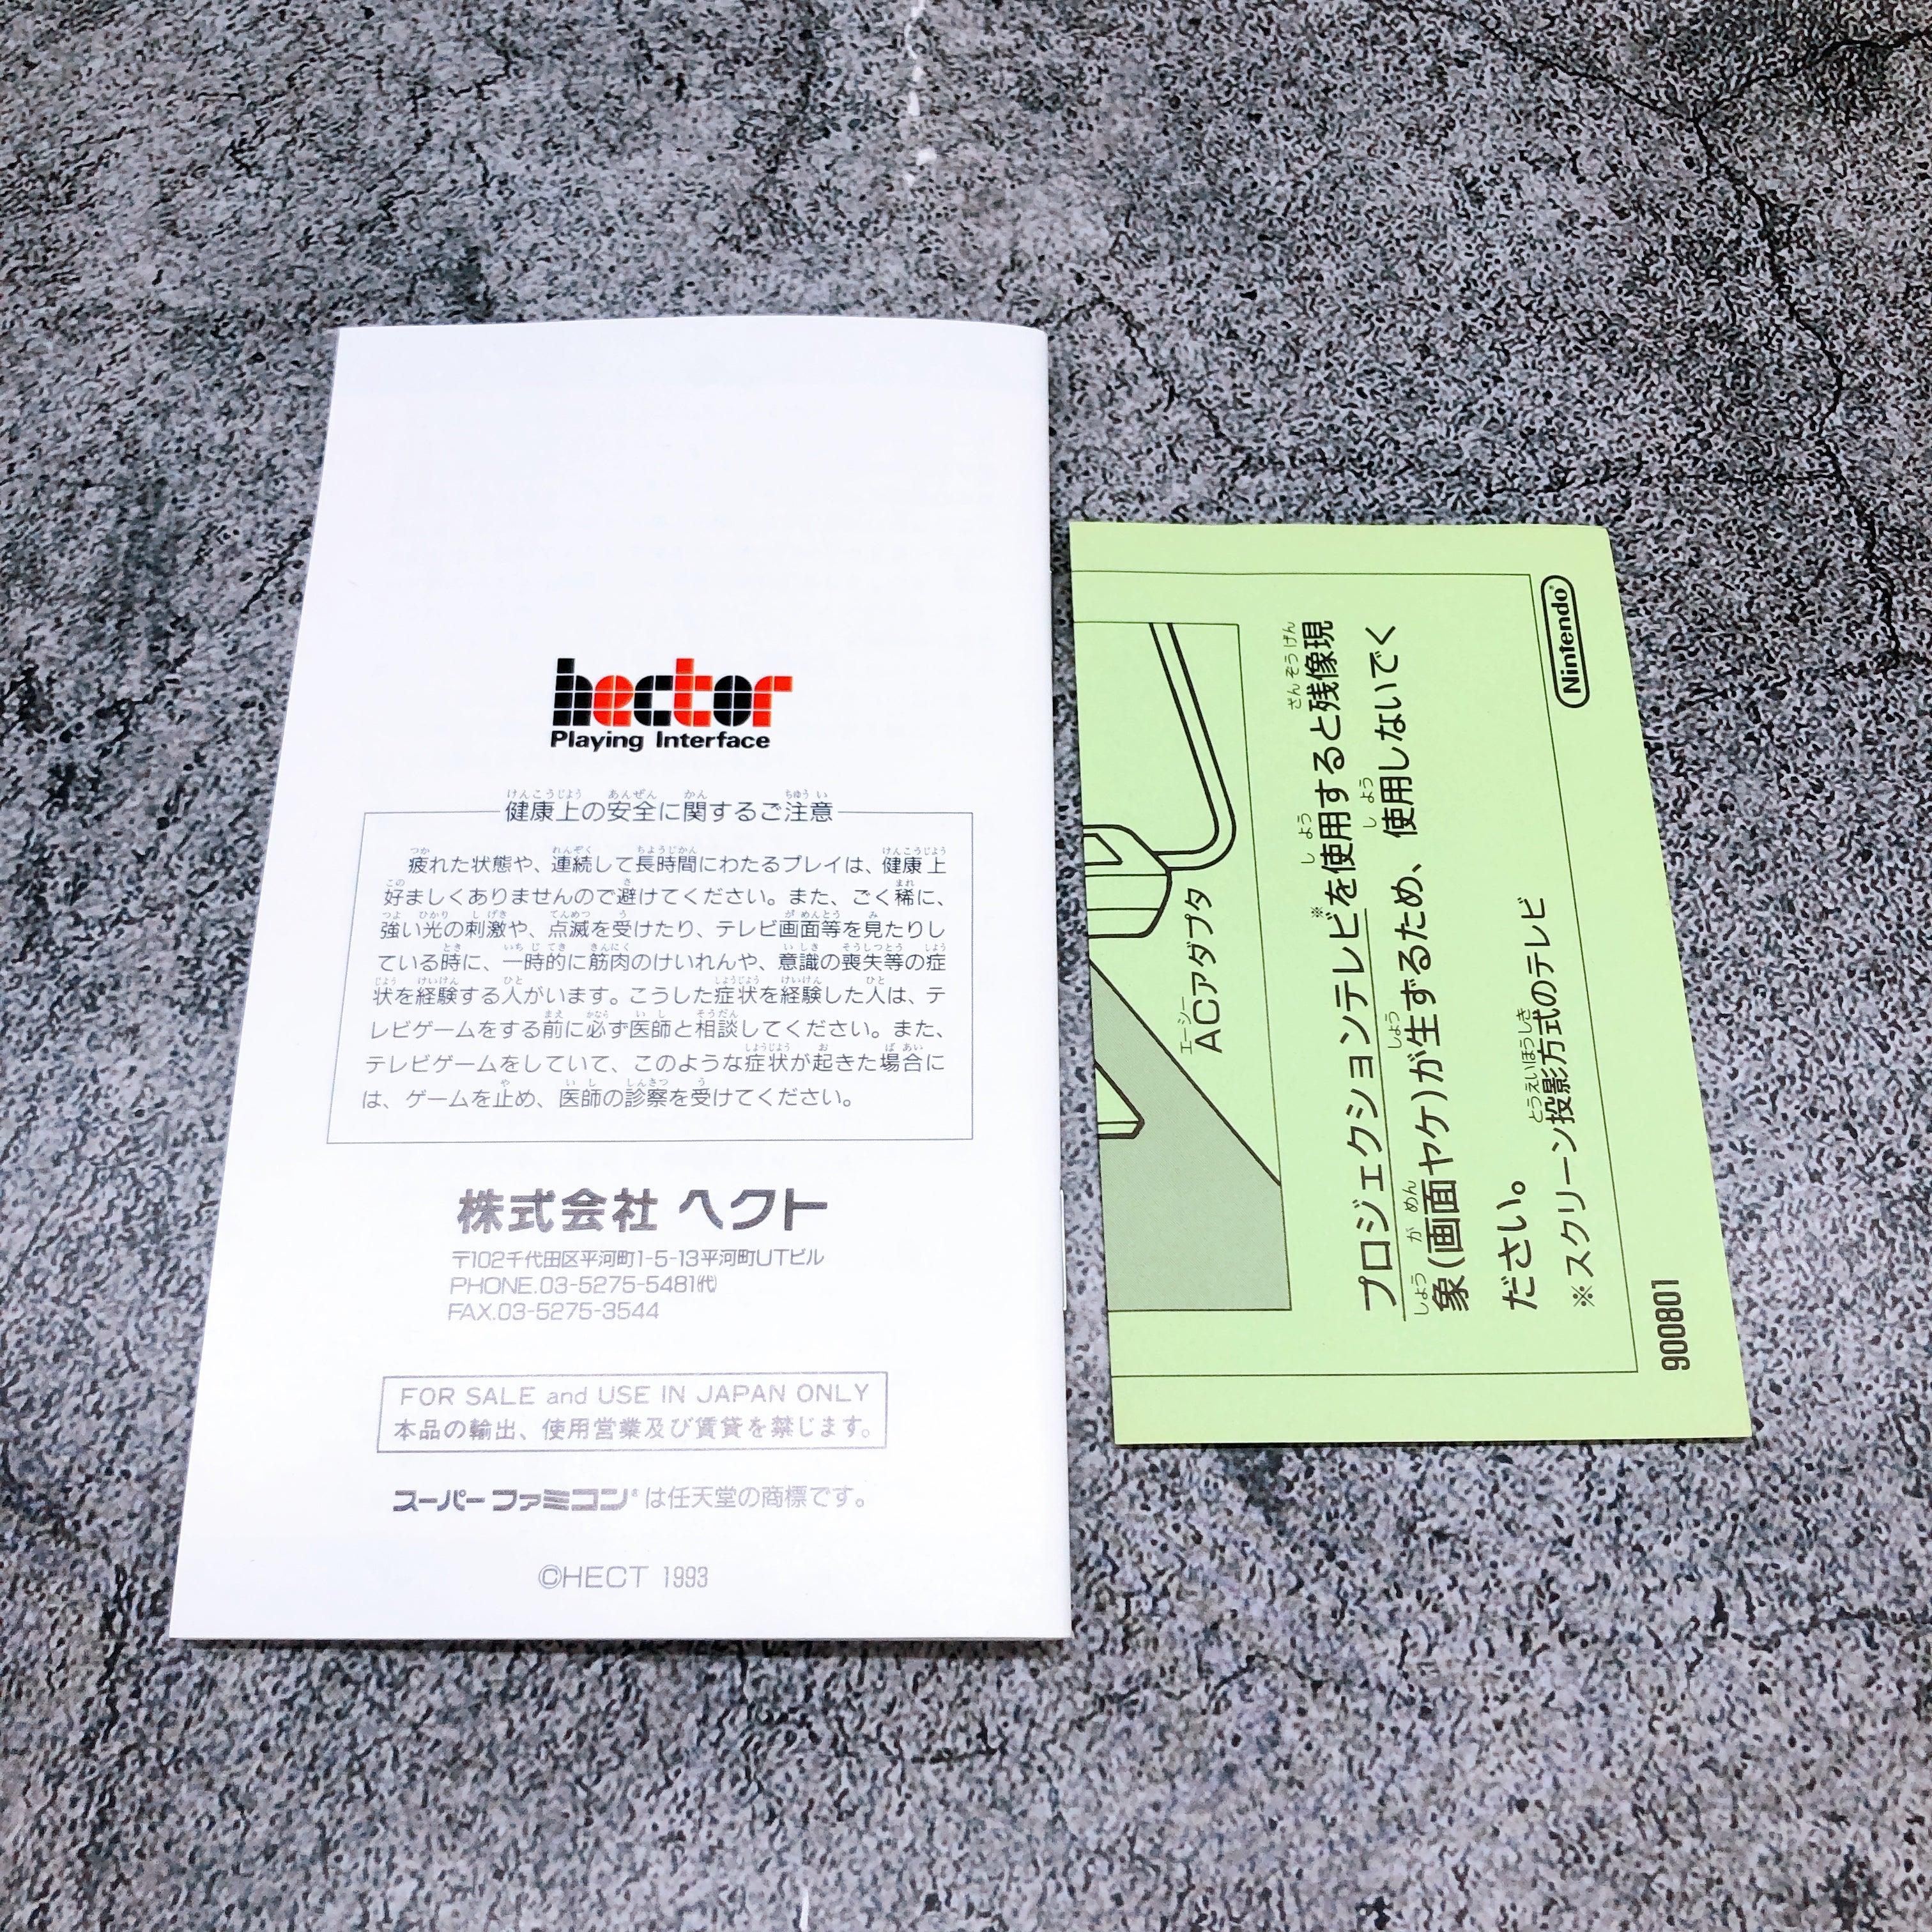 hector
Playing Interface
健康上の安全に関するご注意
疲れた状態や、連続して長時間にわたるプレイは、健康上
好ましくありませんので避けてください。また、ごく稀に、
強い光の刺激や、点滅を受けたり、テレビ画面等を見たりし
ている時に、一時的に筋肉のけいれんや、意識の喪失等の症
状を経験する人がいます。こうした症状を経験した人は、テ
レビゲームをする前に必ず医師と相談してください。また、
テレビゲームをしていて、このような症状が起きた場合に
は、ゲームを止め、医師の診察を受けてください。
株式会社 ヘクト
〒102千代田区平河町1-5-13平河町UTビル
PHONE.03-5275-5481㈹
FAX.03-5275-3544
FOR SALE and USE IN JAPAN ONLY
本品の輸出、使用営業及び賃貸を禁じます。
スーパーファミコン®は任天堂の商標です。
©HECT 1993
ACアダプタ
プロジェクションテレビ※を使用すると残像現
象(画面ヤケ)が生ずるため、使用しないでく
ださい。
※スクリーン投影方式のテレビ
900801
Nintendo®